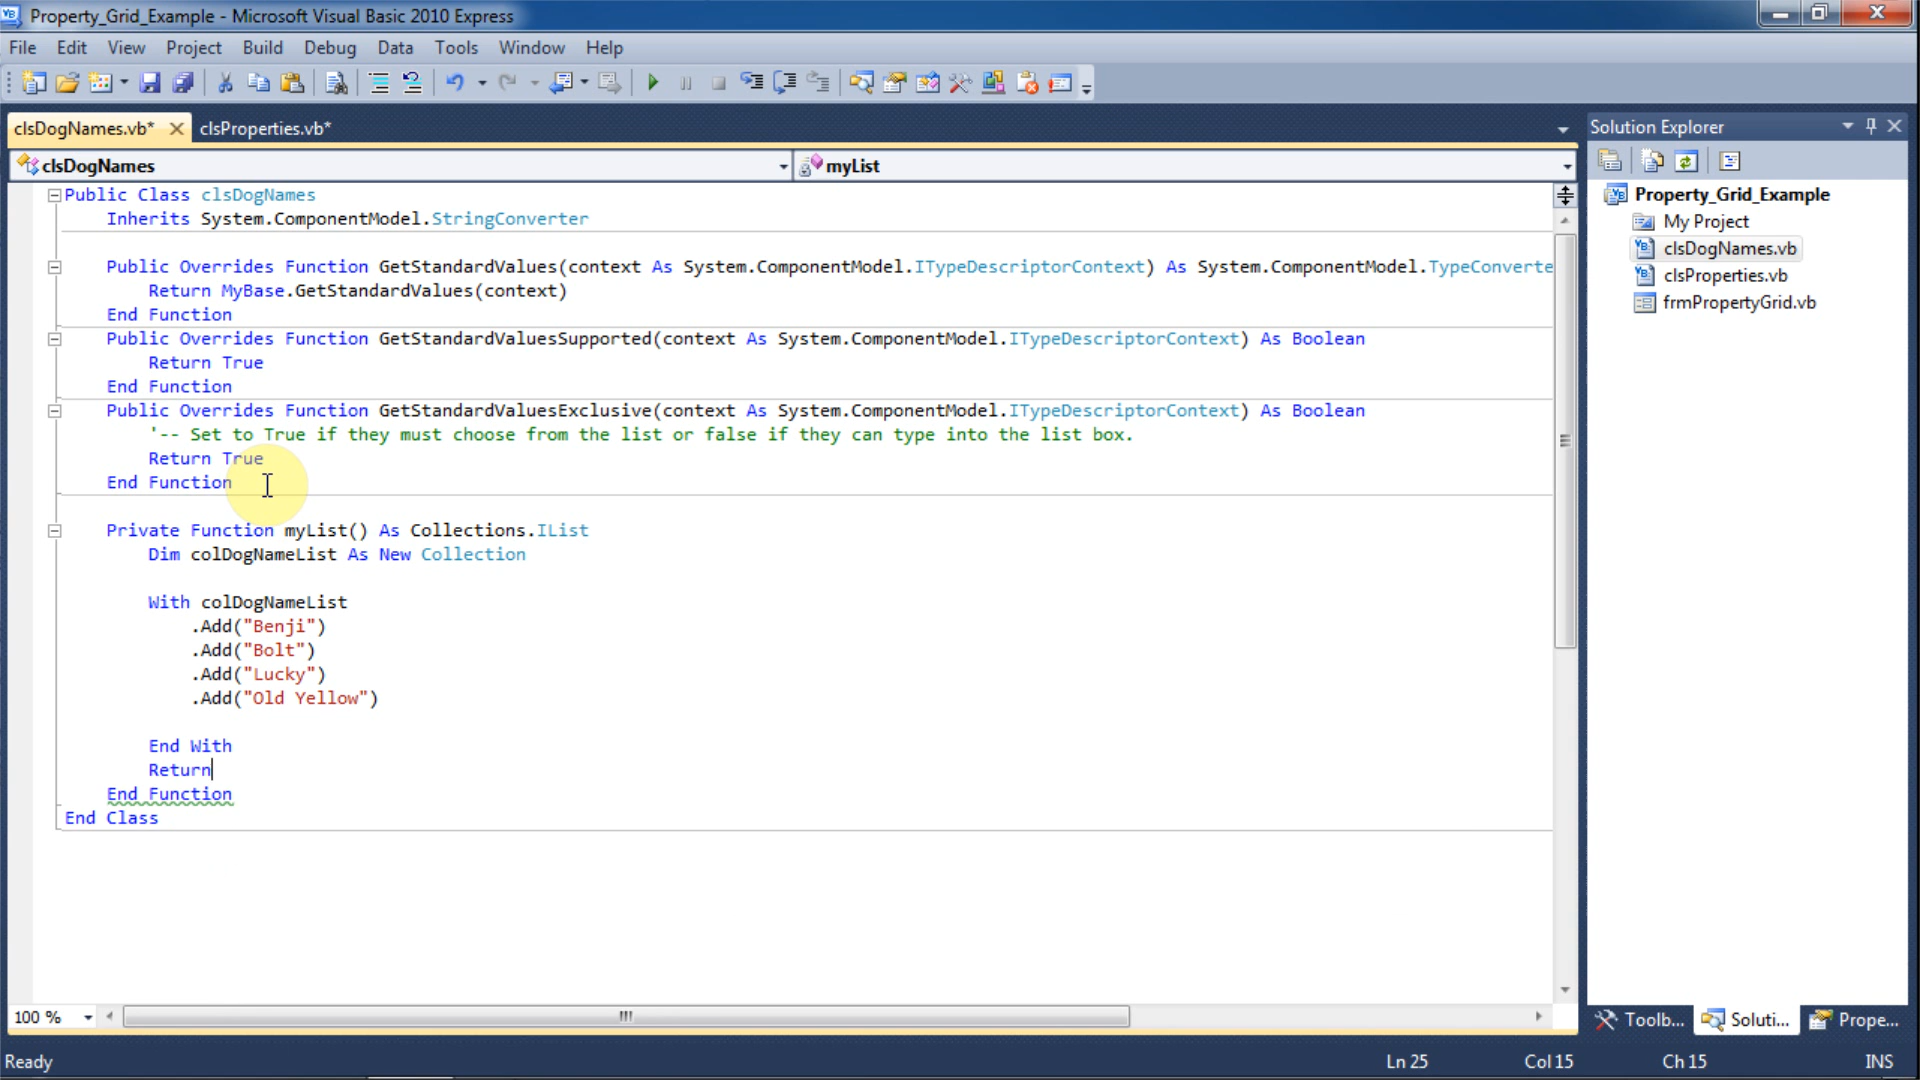 Property_Grid_Example - Microsoft Visual Basic 2010 Express
File Edit View Project Build Debug Data Tools Window Help
clsDogNames.vb* clsProperties.vb*
clsDogNames myList
Public Class clsDogNames
Inherits System.ComponentModel.StringConverter
Public Overrides Function GetStandardValues(context As System.ComponentModel.ITypeDescriptorContext) As System.ComponentModel.TypeConverte
Return MyBase.GetStandardValues(context)
End Function
Public Overrides Function GetStandardValuesSupported(context As System.ComponentModel.ITypeDescriptorContext) As Boolean
Return True
End Function
Public Overrides Function GetStandardValuesExclusive(context As System.ComponentModel.ITypeDescriptorContext) As Boolean
'-- Set to True if they must choose from the list or false if they can type into the list box.
Return True
End Function
Private Function myList() As Collections.IList
Dim colDogNameList As New Collection
With colDogNameList
.Add("Benji")
.Add("Bolt")
.Add("Lucky")
.Add("Old Yellow")
End With
Return
End Function
End Class
100 %
Solution Explorer
Property_Grid_Example
My Project
clsDogNames.vb
clsProperties.vb
frmPropertyGrid.vb
Toolb... Soluti... Prope...
Ready Ln 25 Col 15 Ch 15 INS